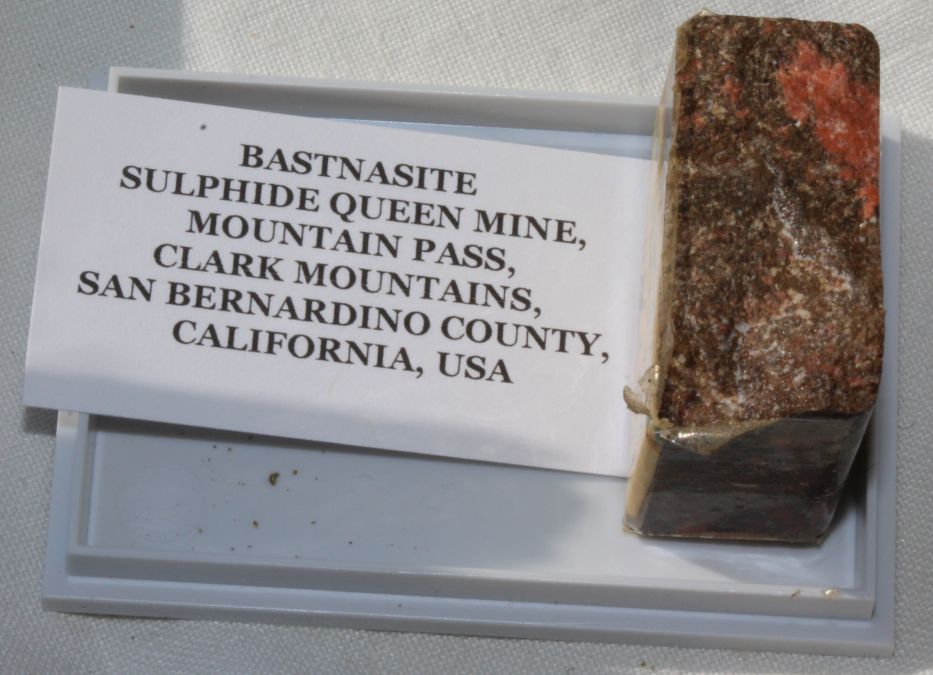 BASTNASITE
SULPHIDE QUEEN MINE,
MOUNTAIN PASS,
CLARK MOUNTAINS,
SAN BERNARDINO COUNTY,
CALIFORNIA, USA